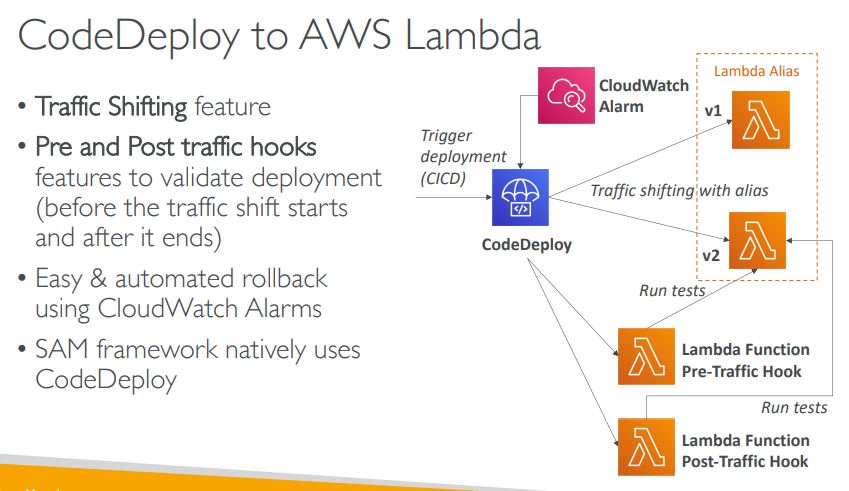 CodeDeploy to AWS Lambda
• Traffic Shifting feature
• Pre and Post traffic hooks
features to validate deployment
(before the traffic shift starts
and after it ends)
• Easy & automated rollback
using CloudWatch Alarms
• SAM framework natively uses
CodeDeploy
CloudWatch
Alarm
Lambda Alias
v1
Trigger
deployment
(CICD)
Traffic shifting with alias
CodeDeploy
v2
Run tests
Lambda Function
Pre-Traffic Hook
Run tests
Lambda Function
Post-Traffic Hook